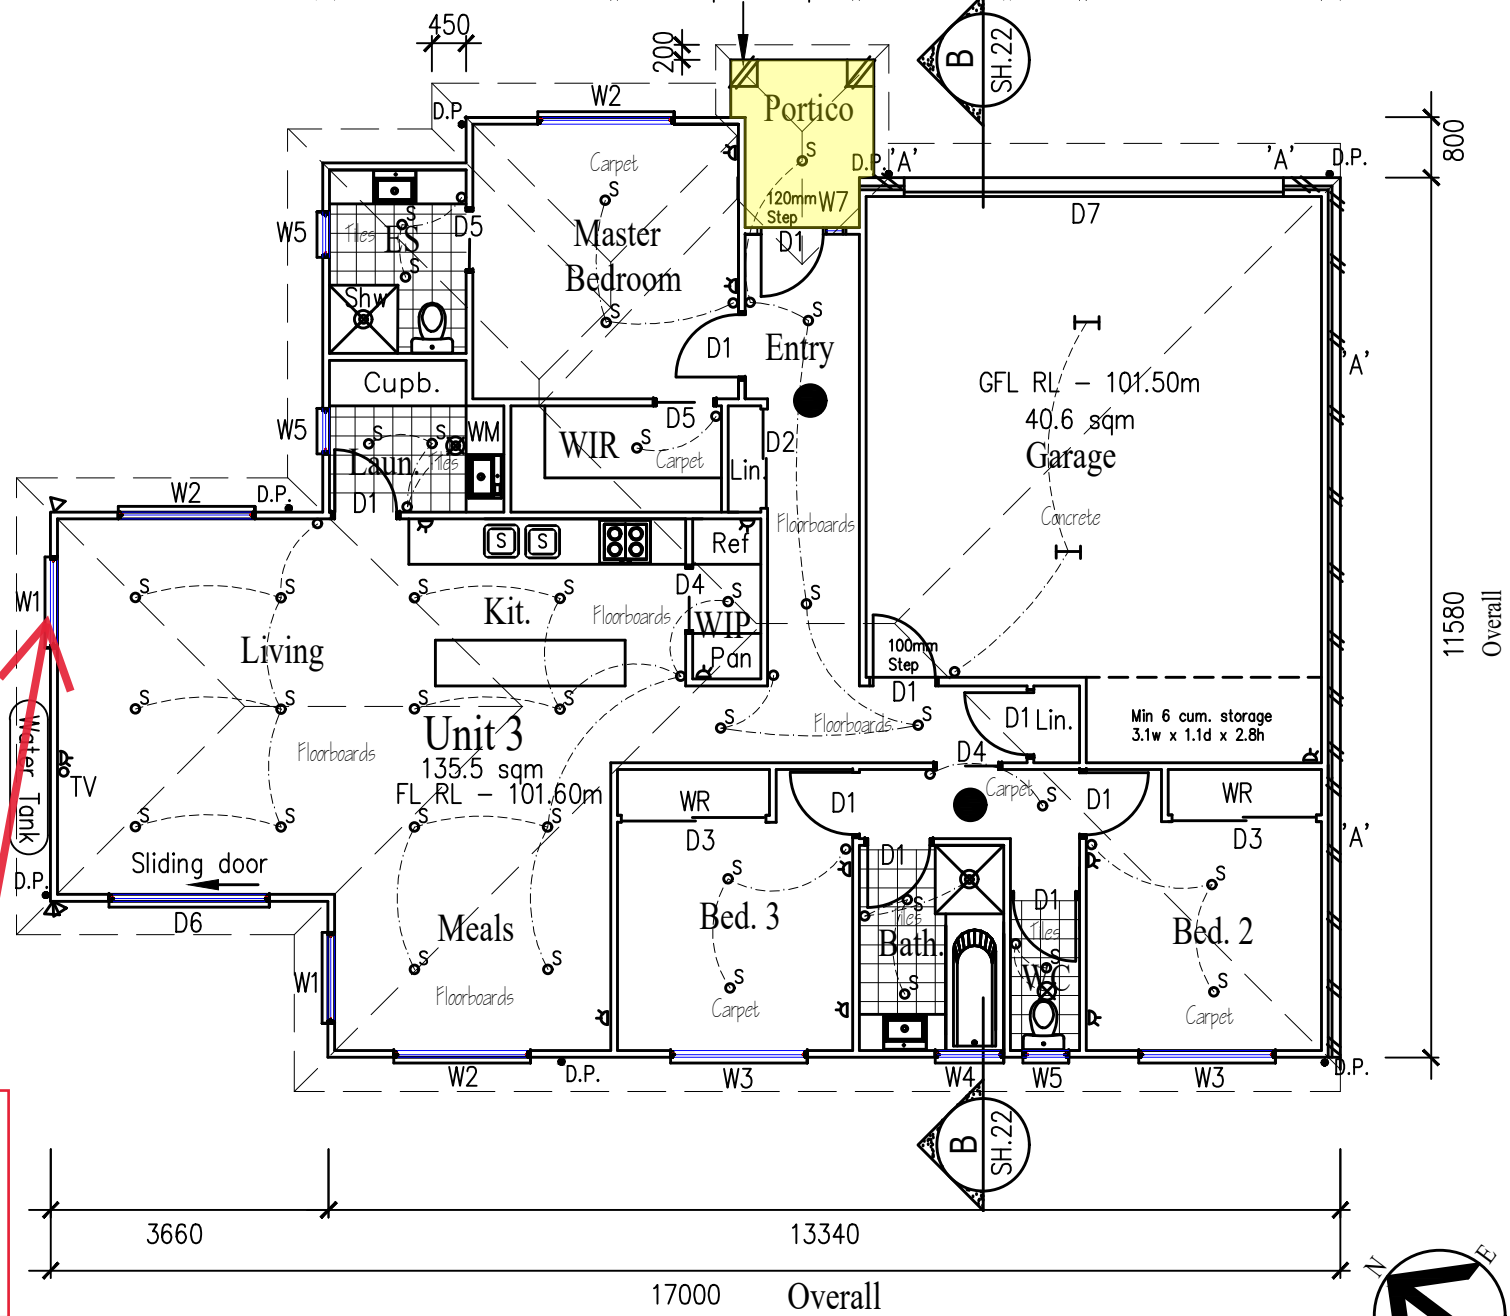 450
200
B
SH.22
W2
D.P.
Portico
Carpet
S
D.P.
'A'
'A'
D.P.
800
120mm
Step
W7
D7
W5
Tiles
ES
S
D5
Master
Bedroom
S
S
D1
S
Shw
S
D1
Entry
'A'
GFL RL - 101.50m
40.6 sqm
Garage
Cupb.
D5
W5
S
S
WM
WIR
S
Carpet
D2
Laun.
Tiles
Lin.
D1
W2
D.P.
Floorboards
Concrete
S
S
Ref
D4
W1
S
S
S
S
Kit.
Floorboards
S
WIP
S
11580
Overall
Living
Pan
100mm
Step
D1
S
S
S
S
Unit 3
135.5 sqm
FL RL - 101.60m
Floorboards
Water Tank
TV
S
Floorboards
S
D1
Lin.
Min 6 cum. storage
3.1w x 1.1d x 2.8h
D4
Carpet
S
WR
D1
D1
WR
S
S
S
S
D3
D3
'A'
Sliding door
D.P.
D6
D1
S
Bed. 3
S
Tiles
Bath.
D1
Tiles
S
WC
S
Bed. 2
Meals
S
S
W1
Floorboards
S
Carpet
S
S
Carpet
W2
D.P.
W3
W4
W5
W3
D.P.
B
SH.22
3660
13340
17000
Overall
N
E